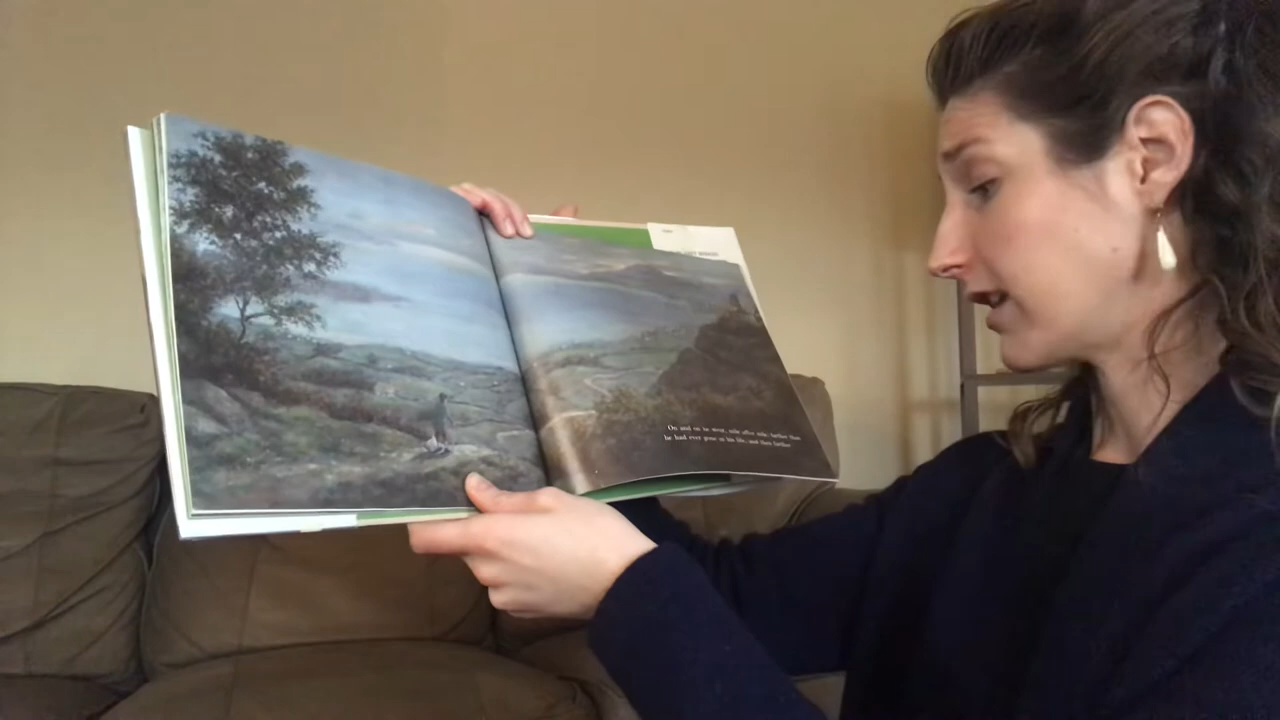 On and on he went, mile after mile; farther than
he had ever gone in his life, and then farther